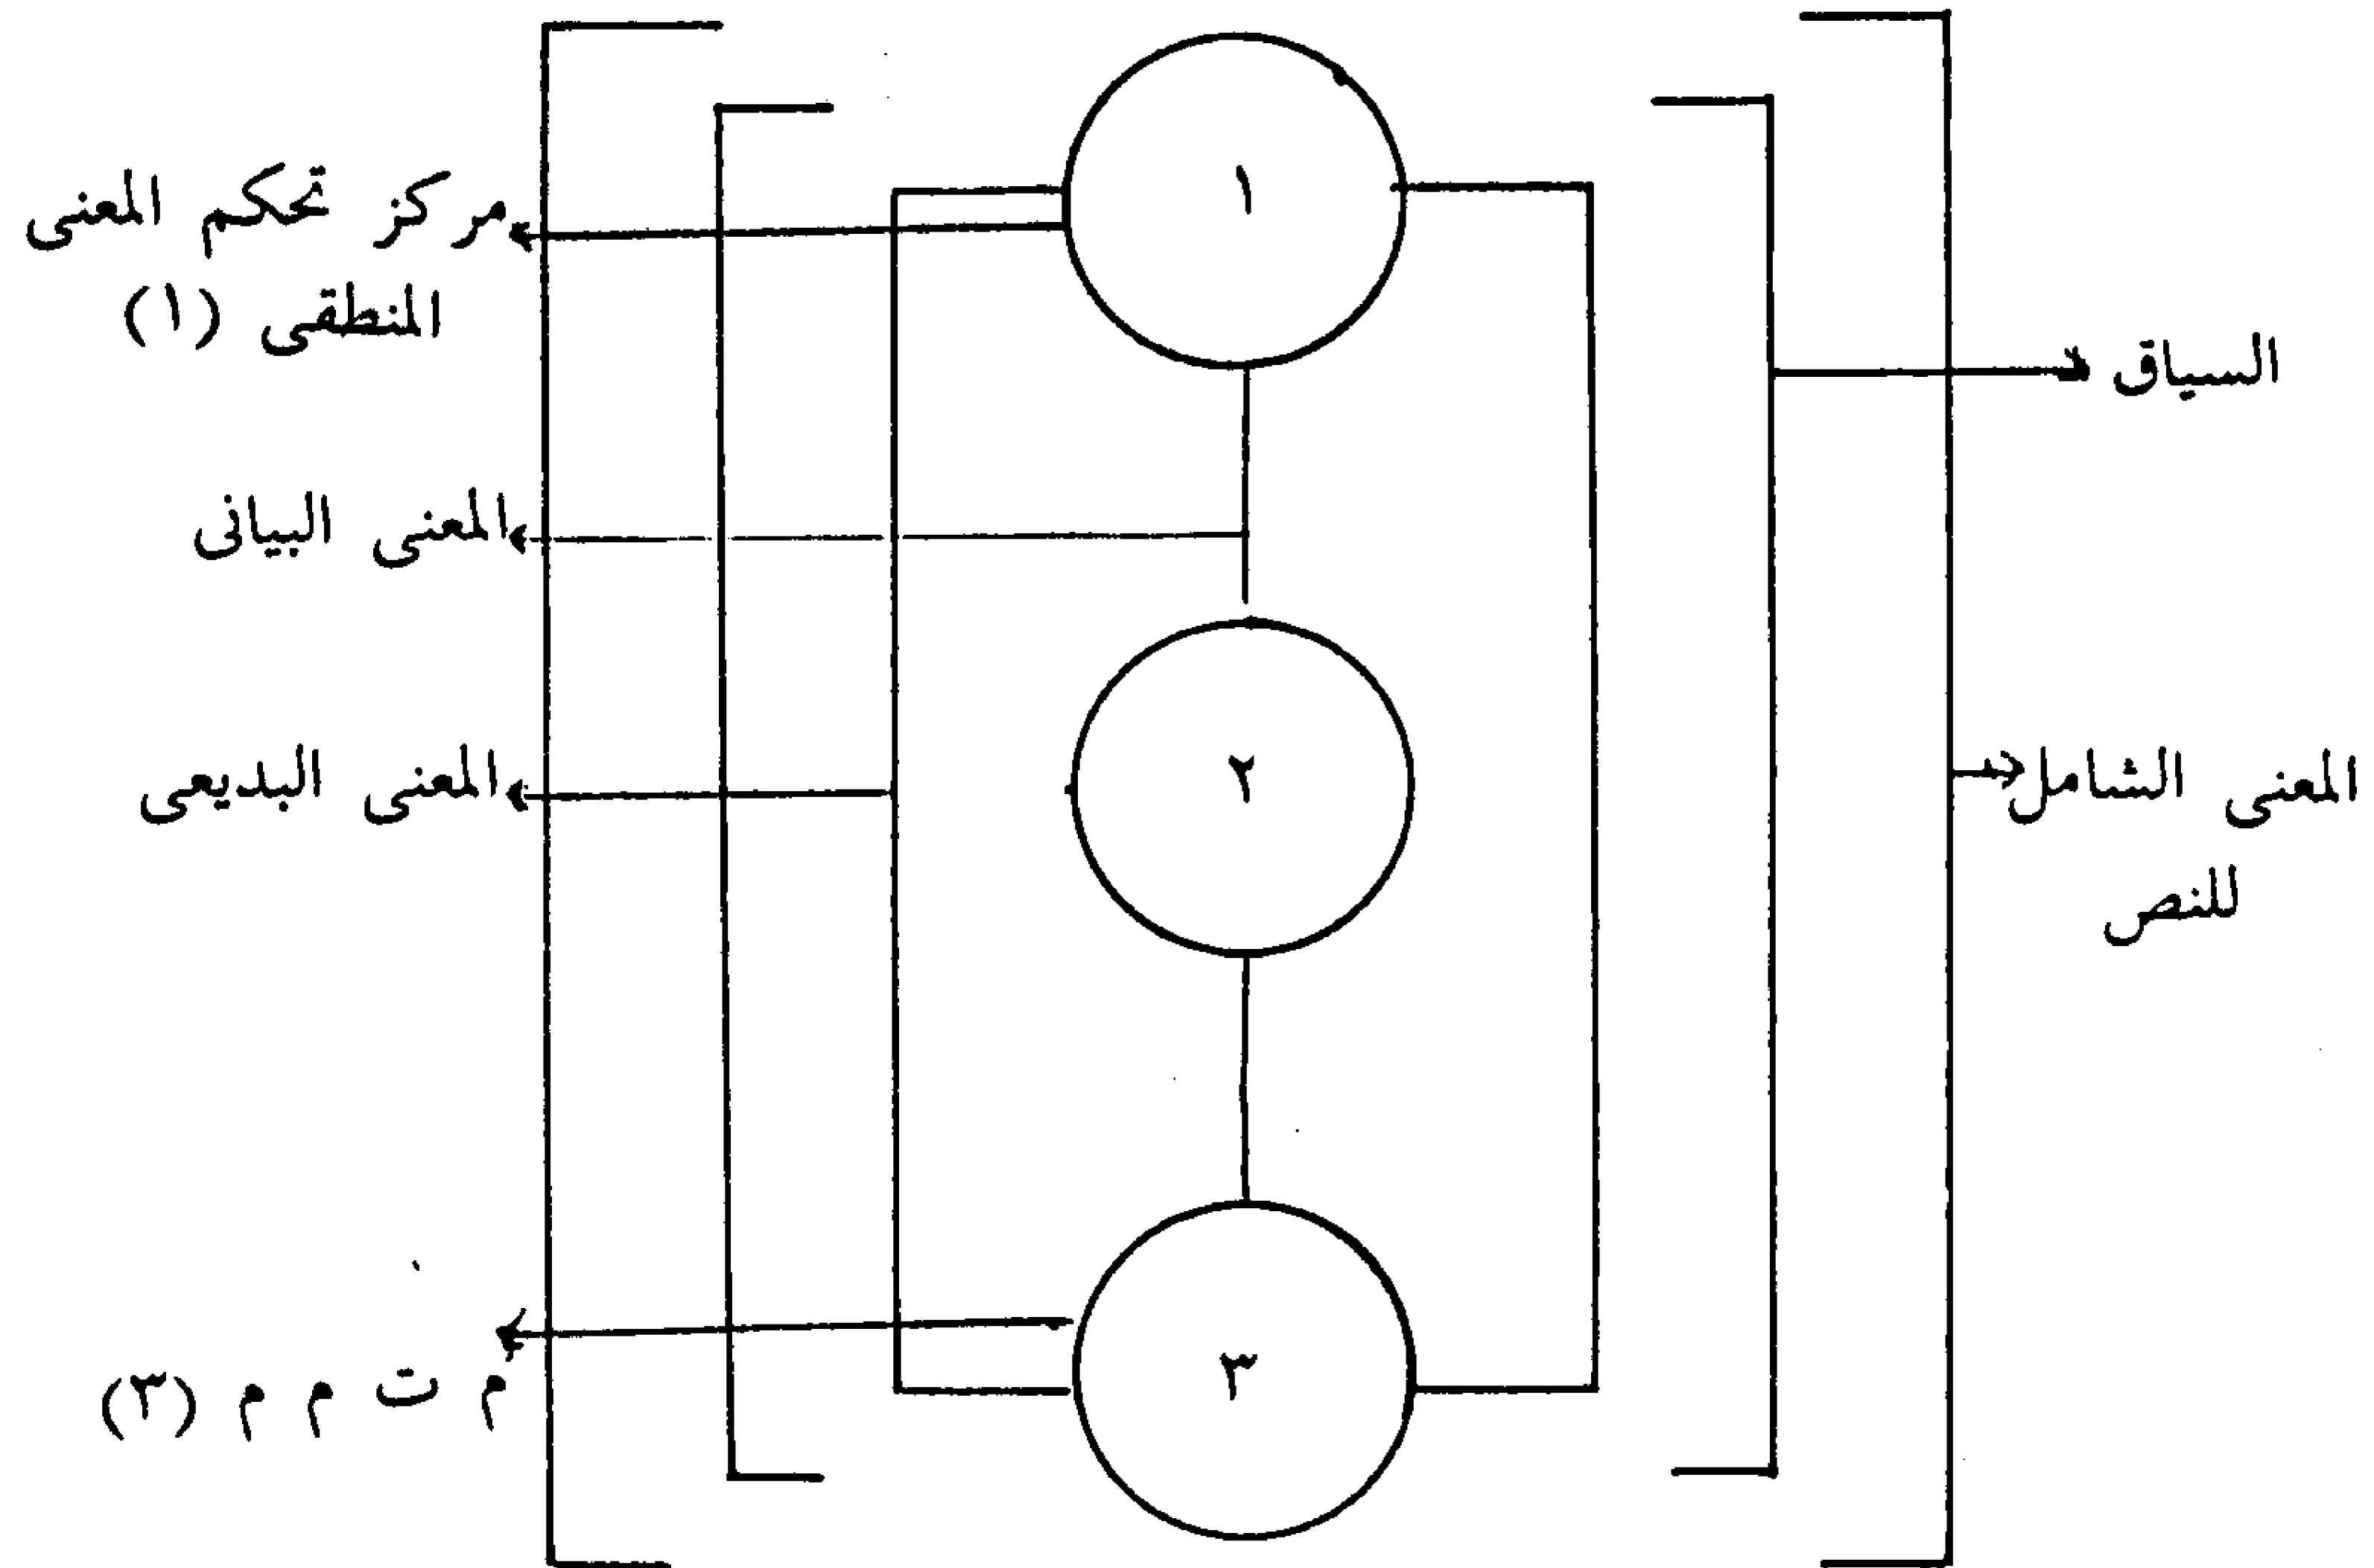 مركز تحكم المعنى
المنطقى (١)
١
السياق
المعنى البيانى
٢
المعنى البديعى
المعنى الشامل
للنص
٣
م ت م م (٣)